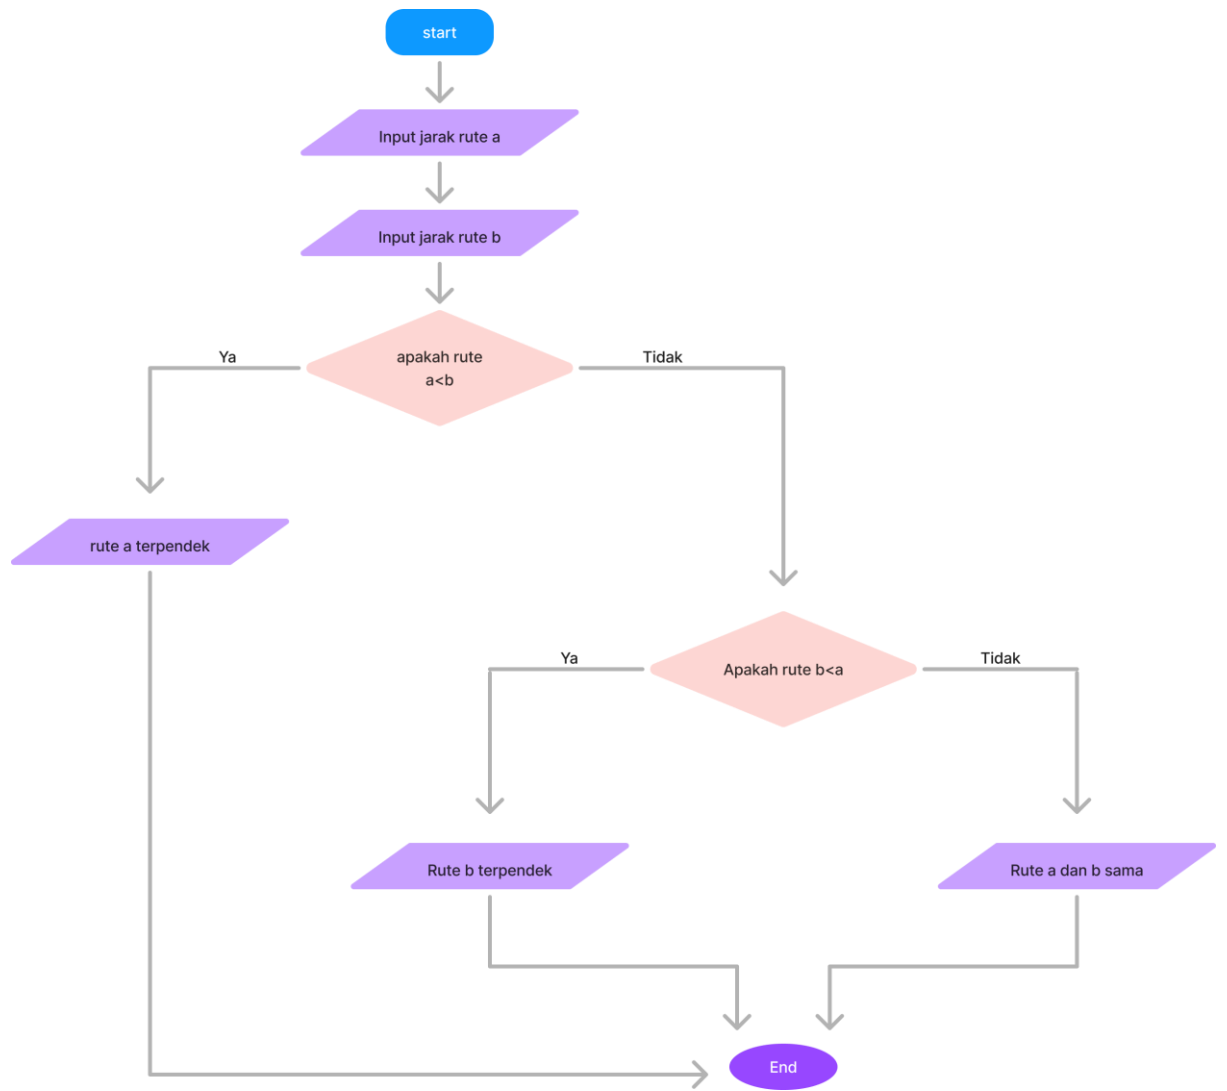 start
Input jarak rute a
Input jarak rute b
apakah rute
a<b
Ya
Tidak
rute a terpendek
Apakah rute b<a
Ya
Tidak
Rute b terpendek
Rute a dan b sama
End